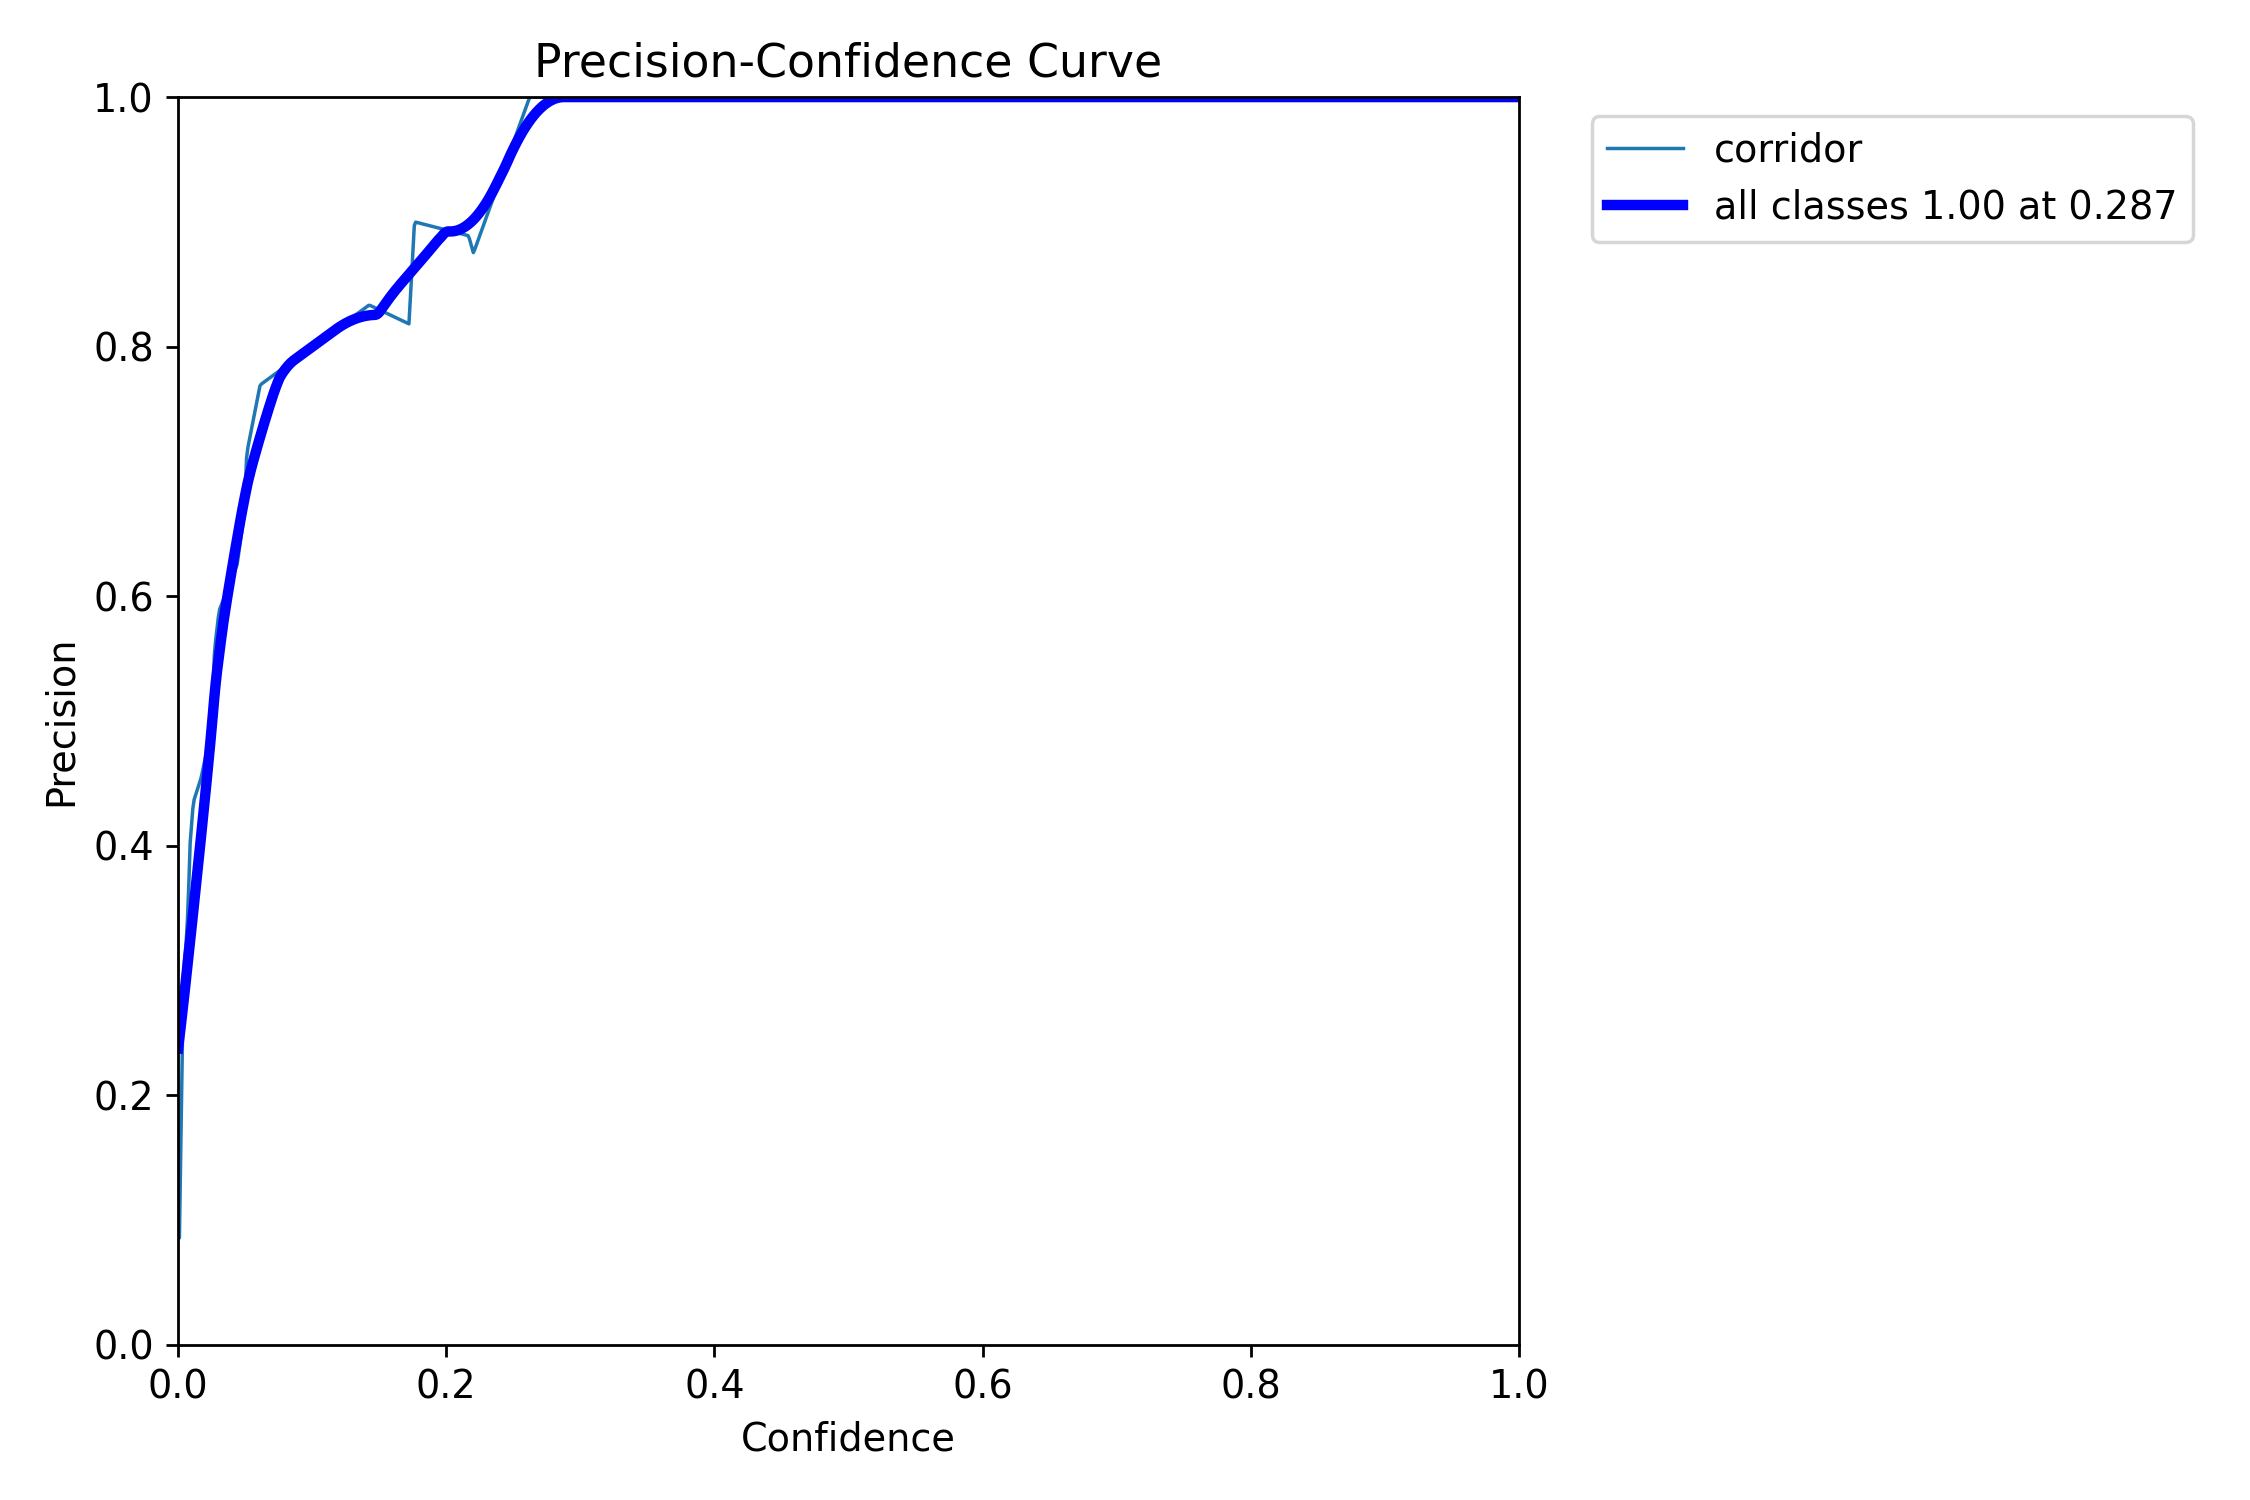 Precision-Confidence Curve
1.0
0.8
0.6
0.4
0.2
0.0
Precision
0.0 0.2 0.4 0.6 0.8 1.0
Confidence
corridor
all classes 1.00 at 0.287